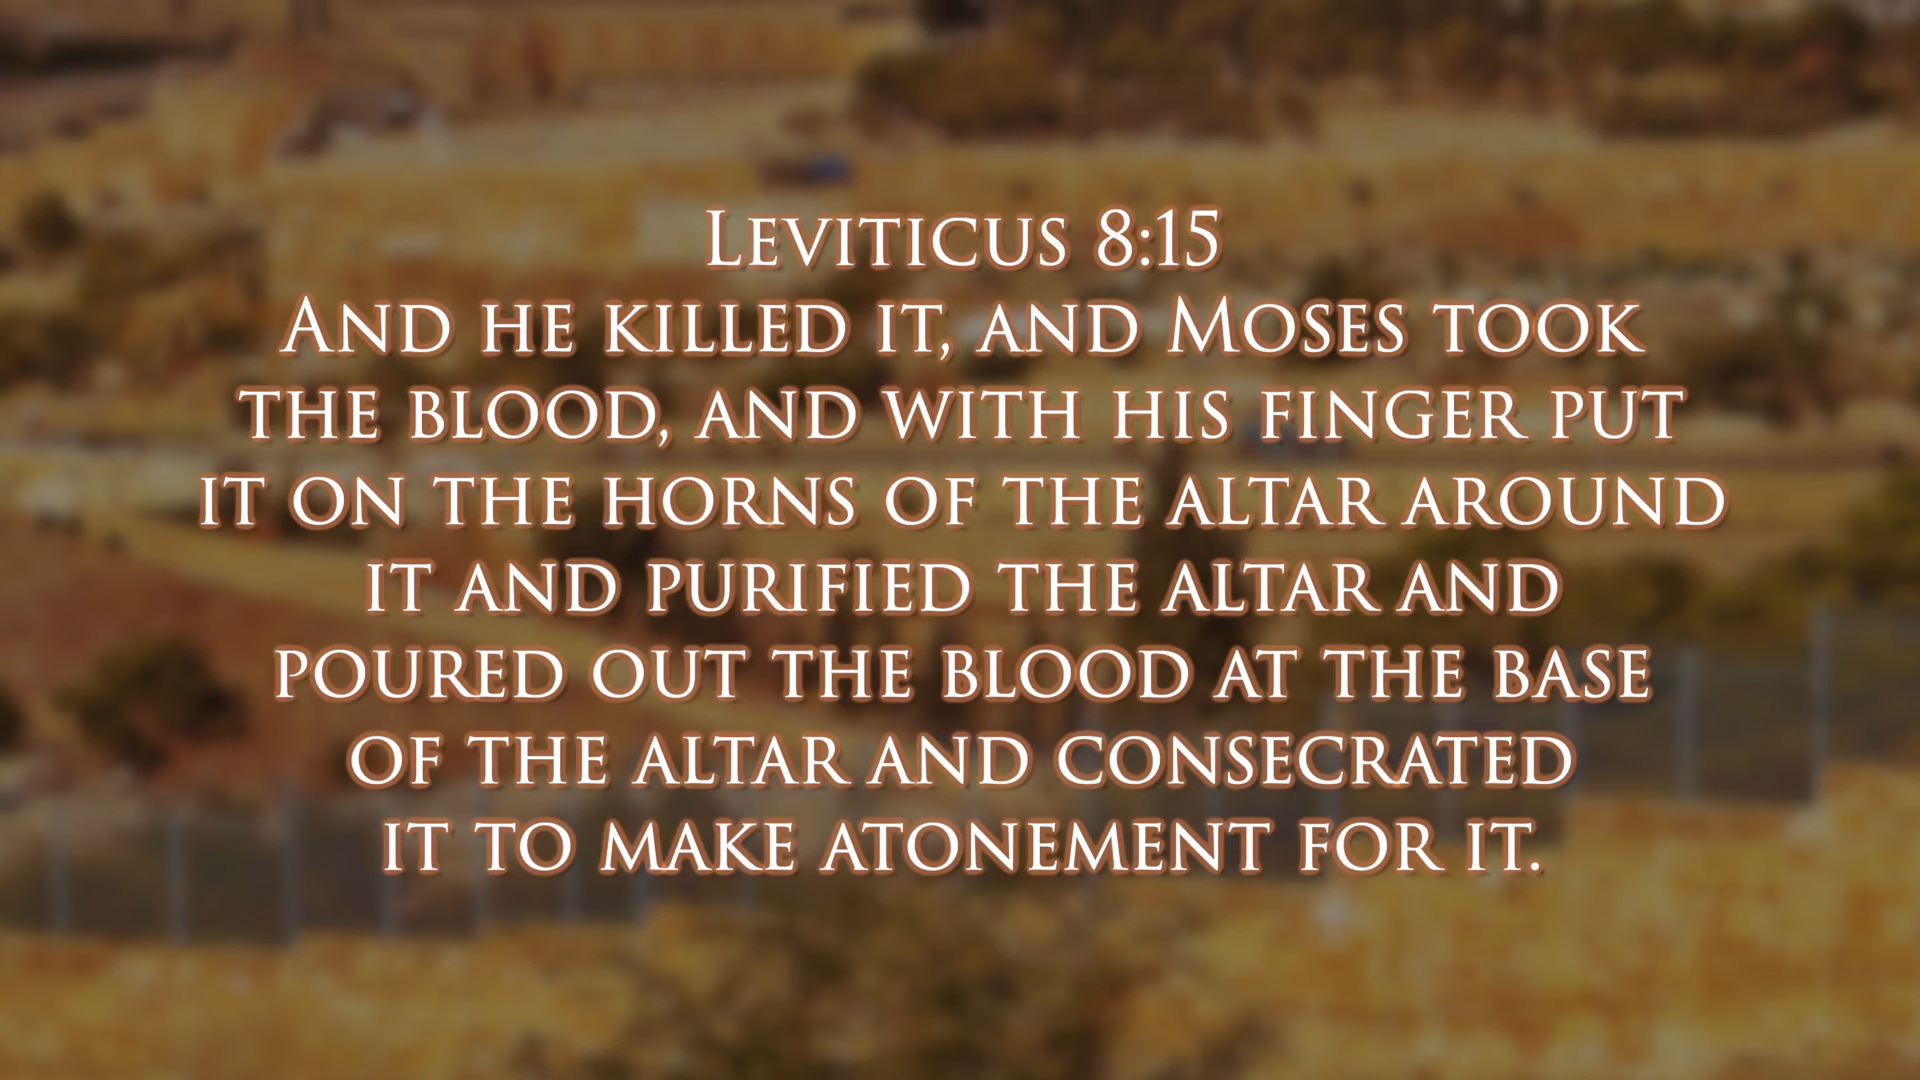 Leviticus 8:15
And he killed it, and Moses took
the blood, and with his finger put
it on the horns of the altar around
it and purified the altar and
poured out the blood at the base
of the altar and consecrated
it to make atonement for it.